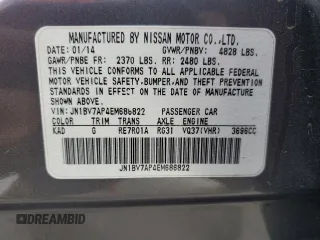 MANUFACTURED BY NISSAN MOTOR CO.,LTD.
DATE: 01/14 GVWR/PNBV: 4828 LBS.
GAWR/PNBE FR: 2370 LBS. RR: 2480 LBS.
THIS VEHICLE CONFORMS TO ALL APPLICABLE
FEDERAL MOTOR VEHICLE SAFETY,BUMPER,AND THEFT PREVENTION
STANDARDS IN EFFECT ON THE DATE OF
MANUFACTURE SHOWN ABOVE.
VIN: JN1BV7AP4EM686822 PASSENGER CAR
COLOR TRIM TRANS AXLE ENGINE
KAD G RE7R01A RG31 VQ37(VHR) 3696CC
JN1BV7AP4EM686822
DREAMBID